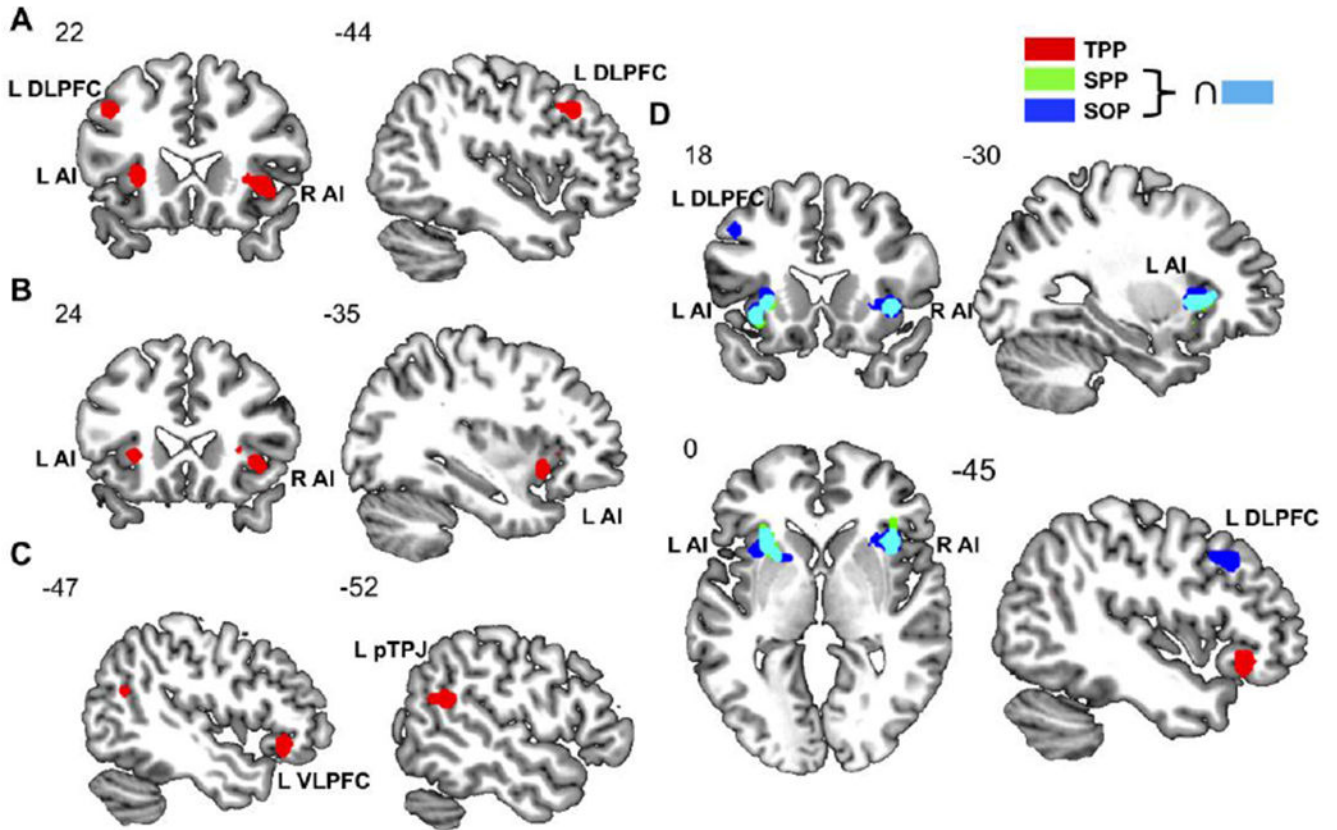 A
22
-44
L DLPFC
L DLPFC
L AI
R AI
B
24
-35
L AI
R AI
L AI
C
-47
-52
L pTPJ
L VLPFC
TPP
SPP
SOP
∩
D
18
-30
L DLPFC
L AI
L AI
R AI
0
-45
L DLPFC
L AI
R AI